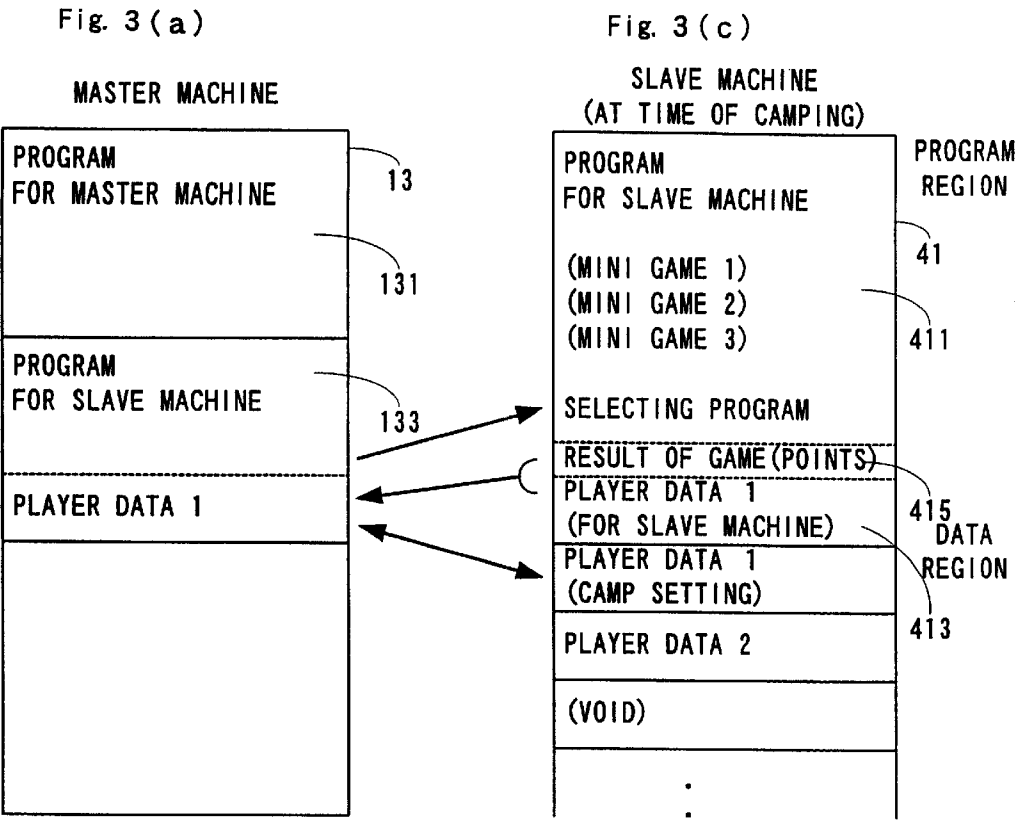 Fig. 3 (a)
MASTER MACHINE
PROGRAM
FOR MASTER MACHINE
13
131
PROGRAM
FOR SLAVE MACHINE
133
PLAYER DATA 1
Fig. 3 (c)
SLAVE MACHINE
(AT TIME OF CAMPING)
PROGRAM
FOR SLAVE MACHINE
(MINI GAME 1)
(MINI GAME 2)
(MINI GAME 3)
SELECTING PROGRAM
RESULT OF GAME(POINTS)
PLAYER DATA 1
(FOR SLAVE MACHINE)
PLAYER DATA 1
(CAMP SETTING)
PLAYER DATA 2
(VOID)
PROGRAM
REGION
41
411
415
DATA
REGION
413